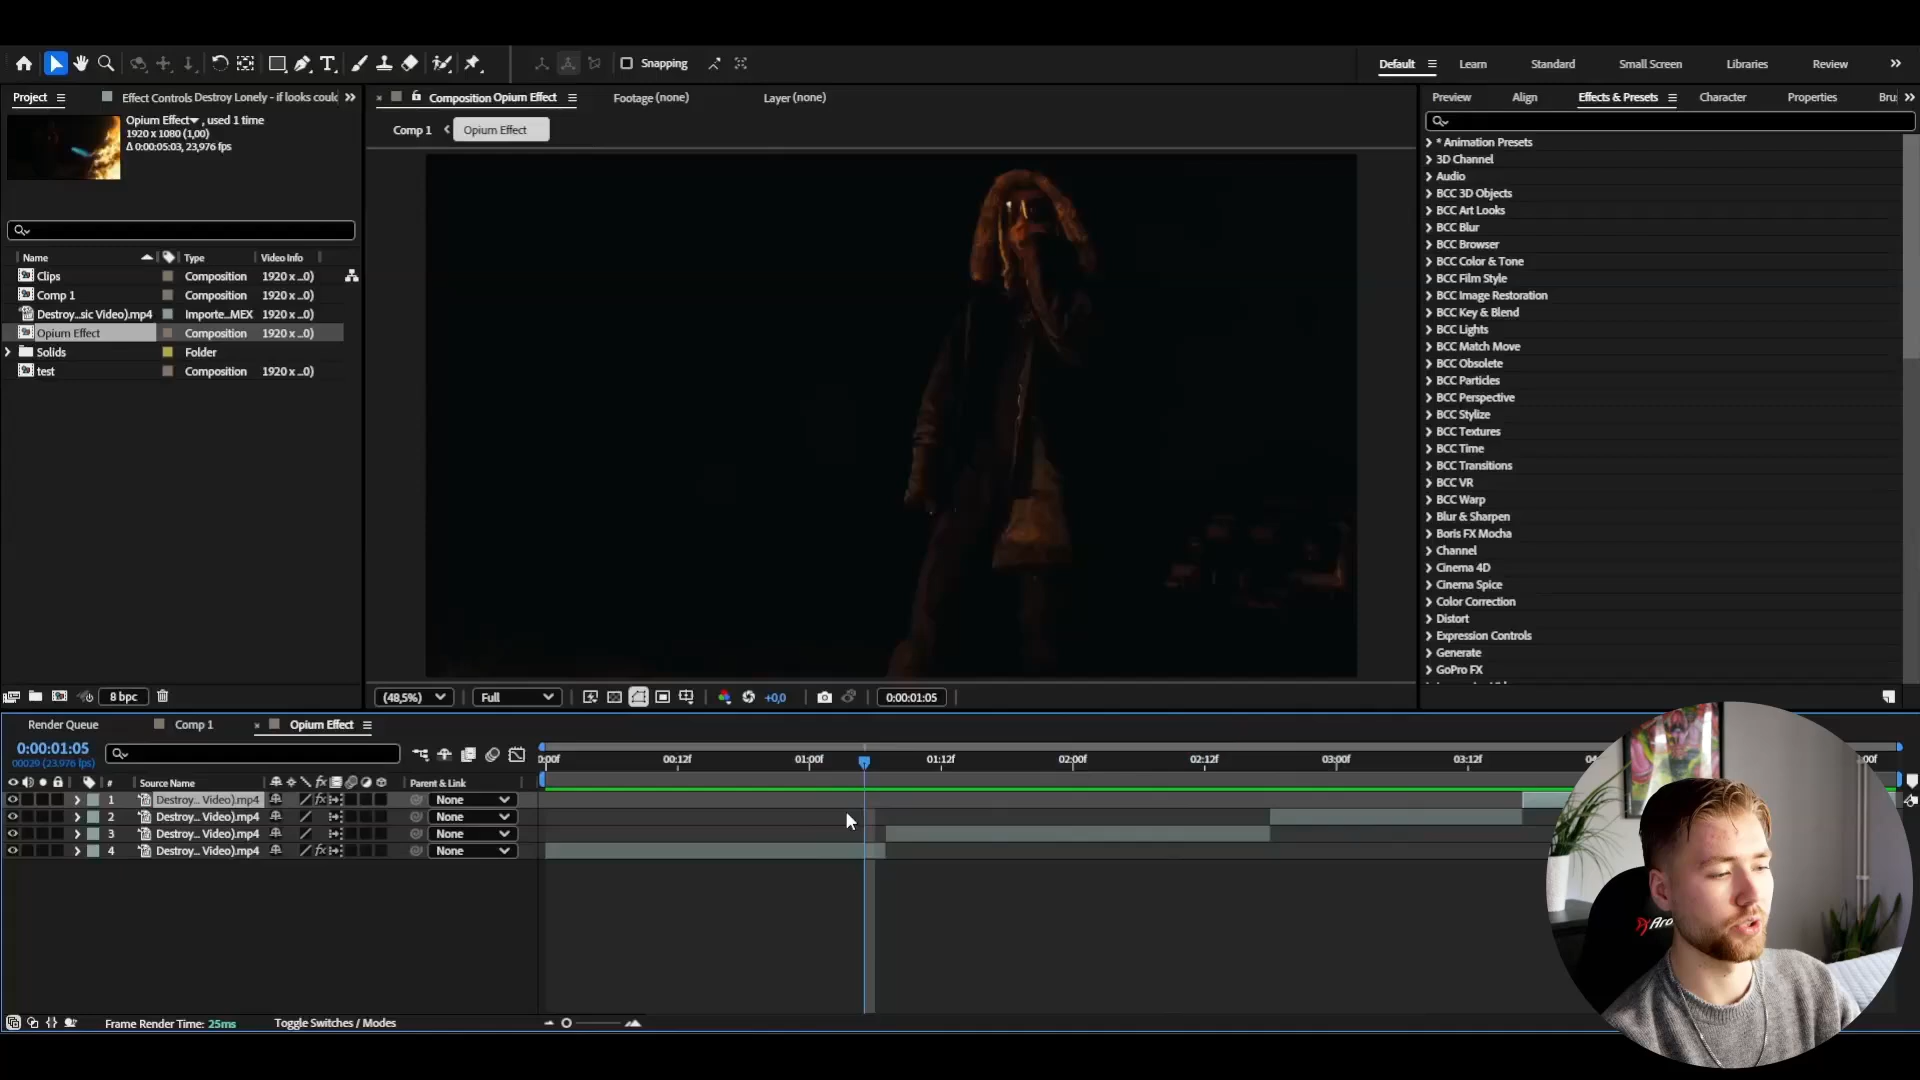 Snapping
Default
Learn
Standard
Small Screen
Libraries
Review
Project
Effect Controls Destroy Lonely - if looks coulc
Composition Opium Effect
Footage (none)
Layer (none)
Preview
Align
Effects & Presets
Character
Properties
Bru
Opium Effect , used 1 time
1920 x 1080 (1,00)
Δ 0:00:05:03, 23,976 fps
Comp 1
Opium Effect
Name
Type
Video Info
Clips Composition 1920 x ...0)
Comp 1 Composition 1920 x ...0)
Destroy...sic Video).mp4 Importe...MEX 1920 x ...0)
Opium Effect Composition 1920 x ...0)
Solids Folder
test Composition 1920 x ...0)
* Animation Presets
3D Channel
Audio
BCC 3D Objects
BCC Art Looks
BCC Blur
BCC Browser
BCC Color & Tone
BCC Film Style
BCC Image Restoration
BCC Key & Blend
BCC Lights
BCC Match Move
BCC Obsolete
BCC Particles
BCC Perspective
BCC Stylize
BCC Textures
BCC Time
BCC Transitions
BCC VR
BCC Warp
Blur & Sharpen
Boris FX Mocha
Channel
Cinema 4D
Cinema Spice
Color Correction
Distort
Expression Controls
Generate
GoPro FX
8 bpc
(48,5%)
Full
+0,0
0:00:01:05
Render Queue
Comp 1
Opium Effect
0:00:01:05
00029 (23.976 fps)
0:00f
00:12f
01:00f
01:12f
02:00f
02:12f
03:00f
03:12f
#
Source Name
Parent & Link
1 Destroy... Video).mp4 None
2 Destroy... Video).mp4 None
3 Destroy... Video).mp4 None
4 Destroy... Video).mp4 None
Frame Render Time: 25ms
Toggle Switches / Modes